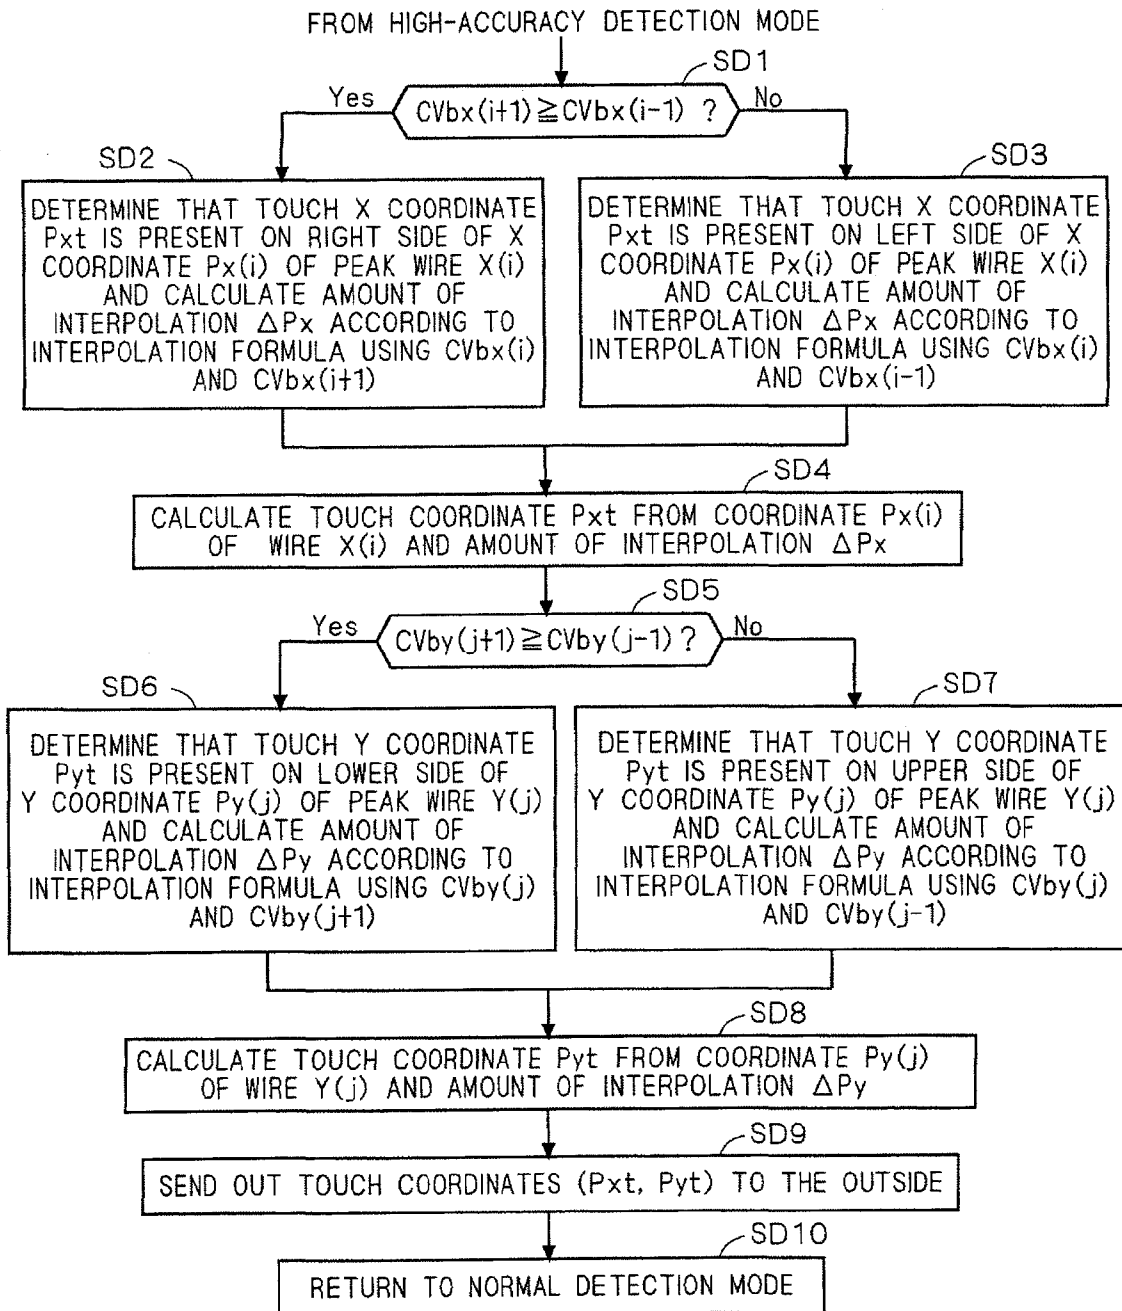 FROM HIGH-ACCURACY DETECTION MODE
SD1
CVbx(i+1)≧CVbx(i-1) ?
Yes
No
SD2
DETERMINE THAT TOUCH X COORDINATE
Pxt IS PRESENT ON RIGHT SIDE OF X
COORDINATE Px(i) OF PEAK WIRE X(i)
AND CALCULATE AMOUNT OF
INTERPOLATION △Px ACCORDING TO
INTERPOLATION FORMULA USING CVbx(i)
AND CVbx(i+1)
SD3
DETERMINE THAT TOUCH X COORDINATE
Pxt IS PRESENT ON LEFT SIDE OF X
COORDINATE Px(i) OF PEAK WIRE X(i)
AND CALCULATE AMOUNT OF
INTERPOLATION △Px ACCORDING TO
INTERPOLATION FORMULA USING CVbx(i)
AND CVbx(i-1)
SD4
CALCULATE TOUCH COORDINATE Pxt FROM COORDINATE Px(i)
OF WIRE X(i) AND AMOUNT OF INTERPOLATION △Px
SD5
CVby(j+1)≧CVby(j-1) ?
Yes
No
SD6
DETERMINE THAT TOUCH Y COORDINATE
Pyt IS PRESENT ON LOWER SIDE OF
Y COORDINATE Py(j) OF PEAK WIRE Y(j)
AND CALCULATE AMOUNT OF
INTERPOLATION △Py ACCORDING TO
INTERPOLATION FORMULA USING CVby(j)
AND CVby(j+1)
SD7
DETERMINE THAT TOUCH Y COORDINATE
Pyt IS PRESENT ON UPPER SIDE OF
Y COORDINATE Py(j) OF PEAK WIRE Y(j)
AND CALCULATE AMOUNT OF
INTERPOLATION △Py ACCORDING TO
INTERPOLATION FORMULA USING CVby(j)
AND CVby(j-1)
SD8
CALCULATE TOUCH COORDINATE Pyt FROM COORDINATE Py(j)
OF WIRE Y(j) AND AMOUNT OF INTERPOLATION △Py
SD9
SEND OUT TOUCH COORDINATES (Pxt, Pyt) TO THE OUTSIDE
SD10
RETURN TO NORMAL DETECTION MODE